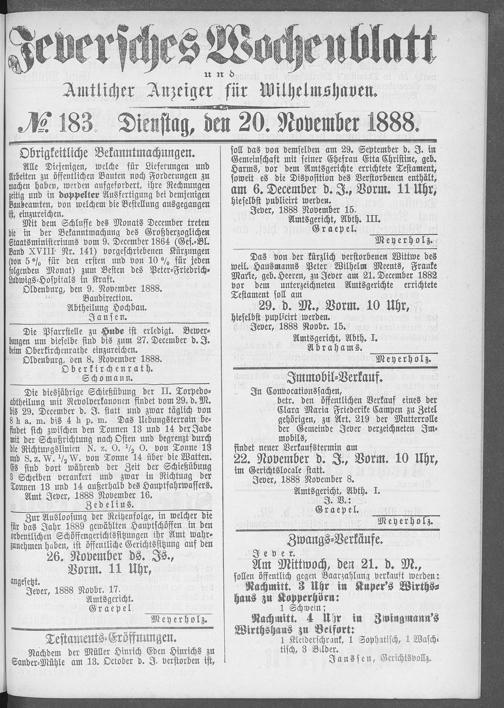 Jeversches Wochenblatt
und
Amtlicher Anzeiger für Wilhelmshaven.
№ 183. Dienstag, den 20. November 1888.
Obrigkeitliche Bekanntmachungen.
Alle Diejenigen, welche für Lieferungen und
Arbeiten zu öffentlichen Bauten noch Forderungen zu
machen haben, werden aufgefordert, ihre Rechnungen
zeitig und in doppelter Ausfertigung bei demjenigen
Baubeamten, von welchem die Bestellung ausgegangen
ist, einzureichen.
Mit dem Schlusse des Monats December treten
die in der Bekanntmachung des Großherzoglichen
Staatsministeriums vom 9. December 1864 (Ges.-Bl.
Band XVIII Nr. 141) vorgeschriebenen Kürzungen
(von 5 % für den ersten und von 10 % für jeden
folgenden Monat) zum Besten des Peter-Friedrich-
Ludwigs-Hospitals in Kraft.
Oldenburg, den 9. November 1888.
Baudirection.
Abtheilung Hochbau.
Jansen.
Die Pfarrstelle zu Hude ist erledigt. Bewer-
bungen um dieselbe sind bis zum 27. December d. J.
beim Oberkirchenrathe einzureichen.
Oldenburg, den 8. November 1888.
Oberkirchenrath.
Schomann.
Die diesjährige Schießübung der II. Torpedo-
abtheilung mit Revolverkanonen findet vom 29. d. M.
bis 29. December d. J. statt und zwar täglich von
8 h a. m. bis 4 h p. m. Das Uebungsterrain be-
findet sich zwischen den Tonnen 13 und 14 der Jade
mit der Schußrichtung nach Osten und begrenzt durch
die Richtungslinien N. z. O. ½ O. von Tonne 13
und S. z. W. ½ W. von Tonne 14 über die Watten.
Es sind dort während der Zeit der Schießübung
3 Scheiben verankert und zwar in Richtung der
Tonnen 13 und 14 außerhalb des Hauptfahrwassers.
Amt Jever, 1888 November 16.
Zedelius.
Zur Ausloosung der Reihenfolge, in welcher die
für das Jahr 1889 gewählten Hauptschöffen in den
ordentlichen Schöffengerichtssitzungen ihr Amt wahr-
zunehmen haben, ist öffentliche Gerichtssitzung auf den
26. November ds. Js.,
Vorm. 11 Uhr,
angesetzt.
Jever, 1888 Novbr. 17.
Amtsgericht.
Graepel.
Meyerholz.
Testaments-Eröffnungen.
Nachdem der Müller Hinrich Eden Hinrichs zu
Sander-Mühle am 13. October d. J. verstorben ist,
soll das von demselben am 29. September d. J. in
Gemeinschaft mit seiner Ehefrau Etta Christine, geb.
Harms, vor dem Amtsgerichte errichtete Testament,
soweit es die Disposition des Verstorbenen enthält,
am 6. December d. J., Vorm. 11 Uhr,
hieselbst publicirt werden.
Jever, 1888 November 15.
Amtsgericht, Abth. III.
Graepel.
Meyerholz.
Das von der kürzlich verstorbenen Wittwe des
weil. Hausmanns Peter Wilhelm Meents, Frauke
Marie, geb. Heeren, zu Jever am 21. December 1882
vor dem unterzeichneten Amtsgerichte errichtete
Testament soll am
29. d. M., Vorm. 10 Uhr,
hieselbst publicirt werden.
Jever, 1888 Novbr. 15.
Amtsgericht, Abth. I.
Abrahams.
Meyerholz.
Immobil-Verkauf.
In Convocationssachen,
betr. den öffentlichen Verkauf eines der
Clara Maria Friederike Campen zu Zetel
gehörigen, zu Art. 219 der Mutterrolle
der Gemeinde Jever verzeichneten Im-
mobils,
findet neuer Verkaufstermin am
22. November d. J., Vorm. 10 Uhr,
im Gerichtslocale statt.
Jever, 1888 November 8.
Amtsgericht, Abth. I.
J. V.:
Graepel.
Meyerholz.
Zwangs-Verkäufe.
Jever.
Am Mittwoch, den 21. d. M.,
sollen öffentlich gegen Baarzahlung verkauft werden:
Nachmitt. 3 Uhr in Kuper's Wirths-
haus zu Kopperhörn:
1 Schwein;
Nachmitt. 4 Uhr in Zwingmann's
Wirthshaus zu Belfort:
1 Kleiderschrank, 1 Sophatisch, 1 Wasch-
tisch, 3 Bilder.
Janssen, Gerichtsvollz.